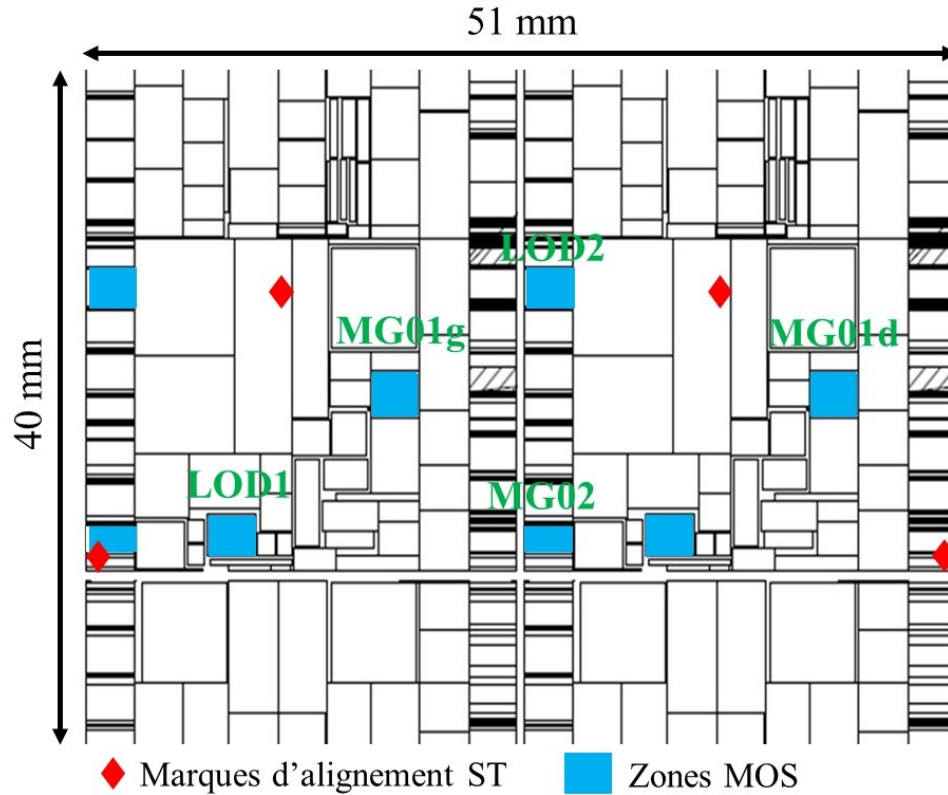 51 mm
40 mm
LOD2
MG01g
MG01d
LOD1
MG02
Marques d'alignement ST
Zones MOS